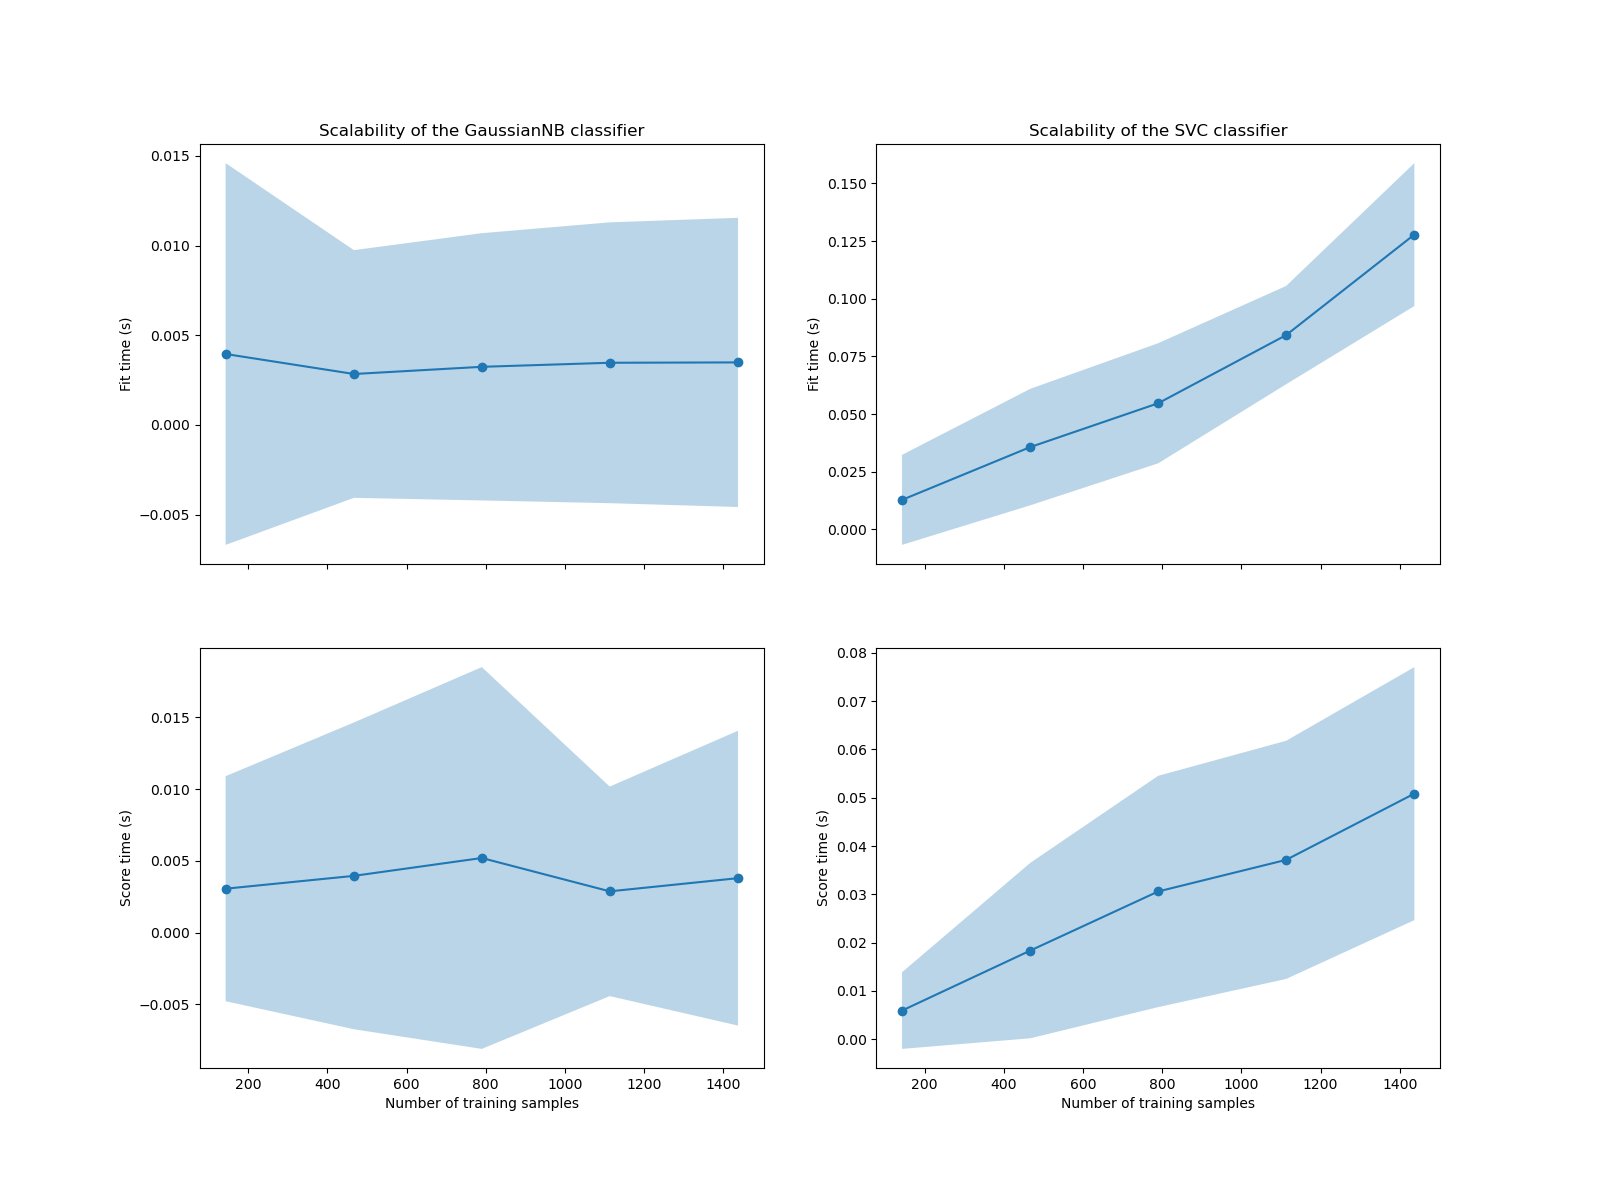 Scalability of the GaussianNB classifier
0.015
0.010
0.005
0.000
−0.005
Fit time (s)
Scalability of the SVC classifier
0.150
0.125
0.100
0.075
0.050
0.025
0.000
Fit time (s)
0.015
0.010
0.005
0.000
−0.005
Score time (s)
200 400 600 800 1000 1200 1400
Number of training samples
0.08
0.07
0.06
0.05
0.04
0.03
0.02
0.01
0.00
Score time (s)
200 400 600 800 1000 1200 1400
Number of training samples